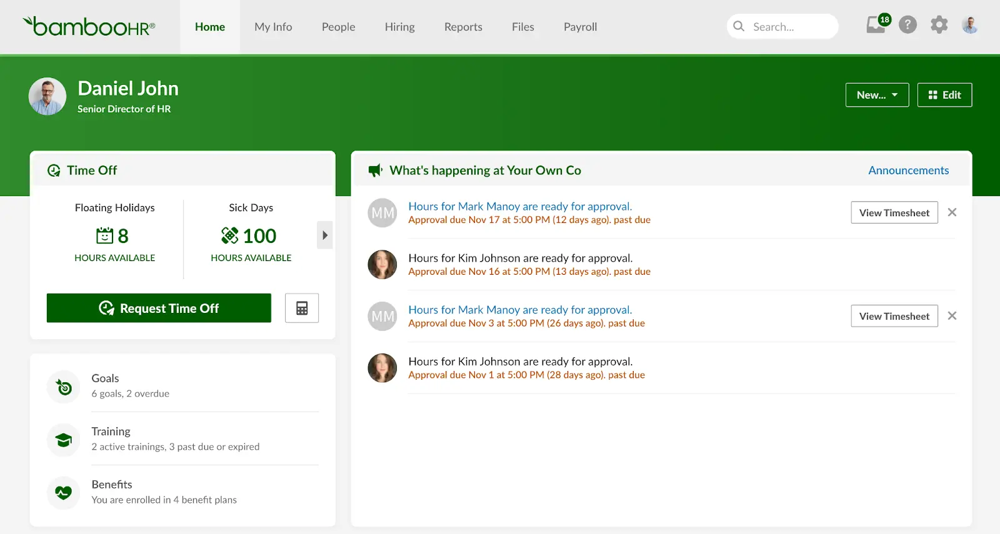 bambooHR®
Home
My Info
People
Hiring
Reports
Files
Payroll
Search...
18
?
Daniel John
Senior Director of HR
New...
Edit
Time Off
Floating Holidays
8
HOURS AVAILABLE
Sick Days
100
HOURS AVAILABLE
Request Time Off
Goals
6 goals, 2 overdue
Training
2 active trainings, 3 past due or expired
Benefits
You are enrolled in 4 benefit plans
What's happening at Your Own Co
Announcements
MM
Hours for Mark Manoy are ready for approval.
Approval due Nov 17 at 5:00 PM (12 days ago). past due
View Timesheet
Hours for Kim Johnson are ready for approval.
Approval due Nov 16 at 5:00 PM (13 days ago). past due
MM
Hours for Mark Manoy are ready for approval.
Approval due Nov 3 at 5:00 PM (26 days ago). past due
View Timesheet
Hours for Kim Johnson are ready for approval.
Approval due Nov 1 at 5:00 PM (28 days ago). past due